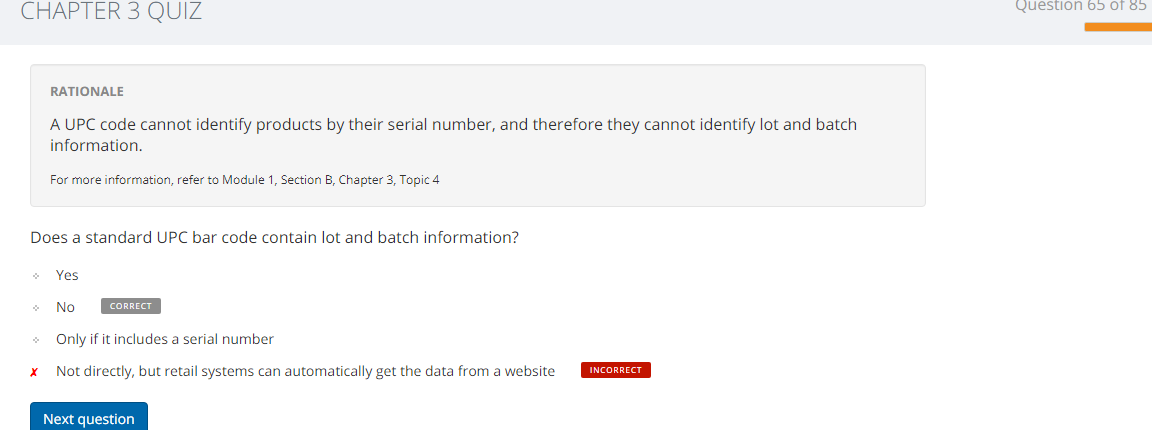 CHAPTER 3 QUIZ
Question 65 of 85
RATIONALE
A UPC code cannot identify products by their serial number, and therefore they cannot identify lot and batch
information.
For more information, refer to Module 1, Section B, Chapter 3, Topic 4
Does a standard UPC bar code contain lot and batch information?
Yes
No CORRECT
Only if it includes a serial number
✗ Not directly, but retail systems can automatically get the data from a website INCORRECT
Next question